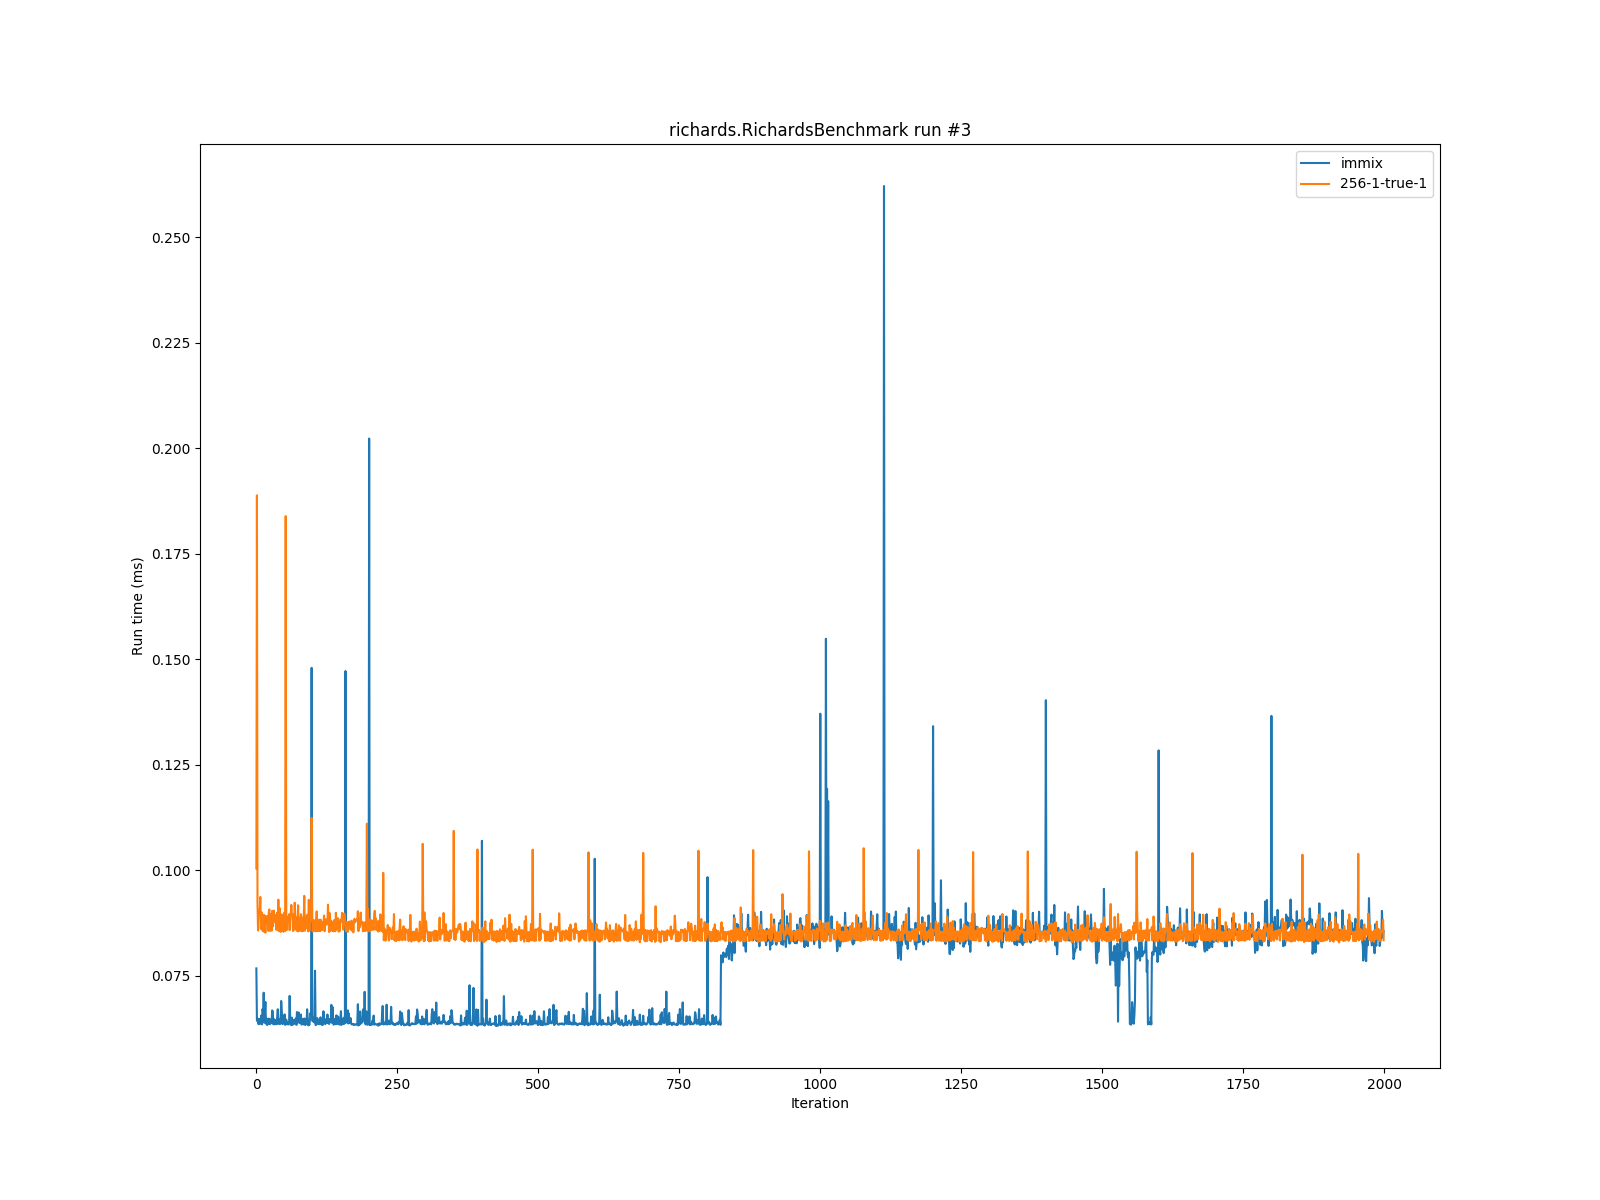 richards.RichardsBenchmark run #3
immix
256-1-true-1
Run time (ms)
0.250
0.225
0.200
0.175
0.150
0.125
0.100
0.075
0 250 500 750 1000 1250 1500 1750 2000
Iteration